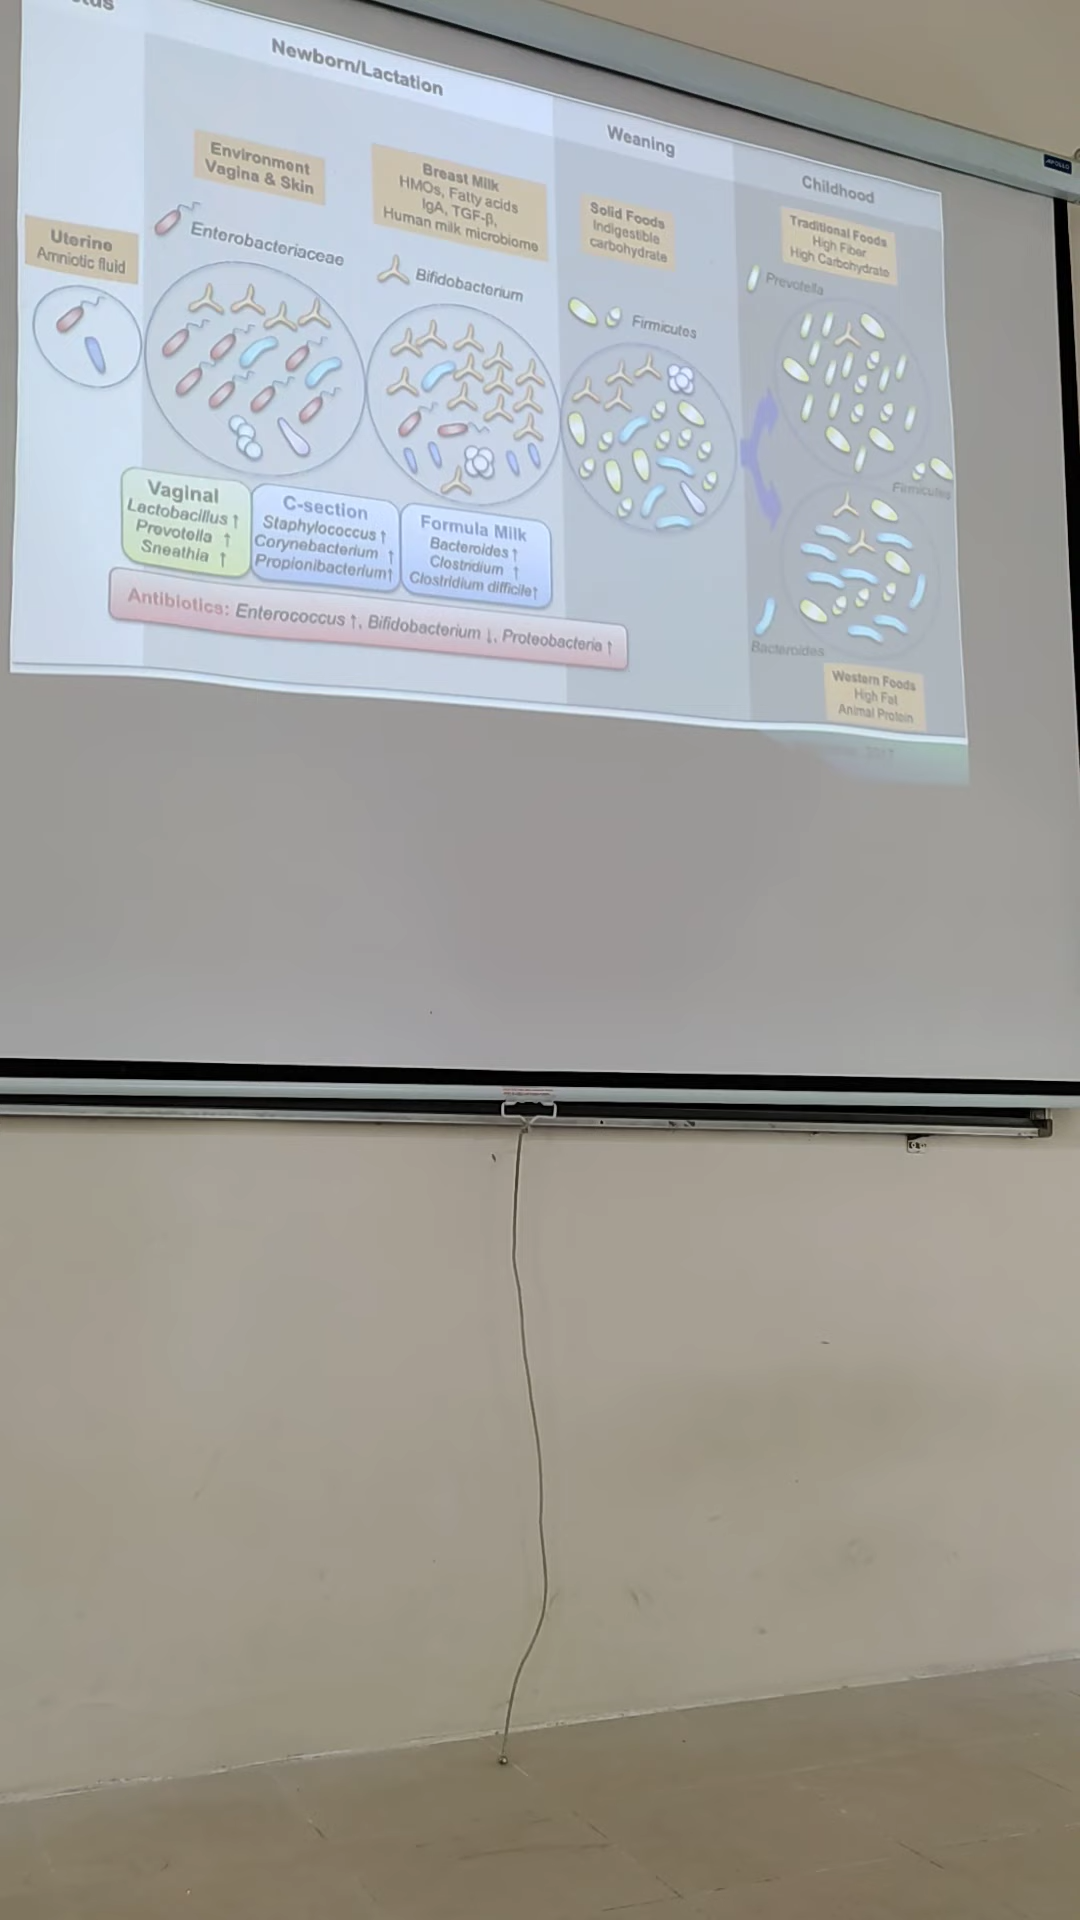 Newborn/Lactation
Weaning
Childhood
Uterine
Amniotic fluid
Environment
Vagina & Skin
Enterobacteriaceae
Breast Milk
HMOs, Fatty acids
IgA, TGF-β,
Human milk microbiome
Bifidobacterium
Solid Foods
Indigestible
carbohydrate
Firmicutes
Traditional Foods
High Fiber
High Carbohydrate
Prevotella
Firmicutes
Bacteroides
Western Foods
High Fat
Animal Protein
Vaginal
Lactobacillus ↑
Prevotella ↑
Sneathia ↑
C-section
Staphylococcus ↑
Corynebacterium ↑
Propionibacterium↑
Formula Milk
Bacteroides ↑
Clostridium ↑
Clostridium difficile↑
Antibiotics: Enterococcus ↑, Bifidobacterium ↓, Proteobacteria ↑
2017
APOLLO